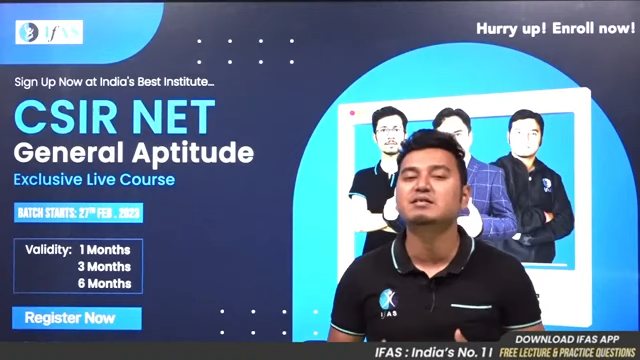 IFAS
Hurry up! Enroll now!
Sign Up Now at India's Best Institute...
CSIR NET
General Aptitude
Exclusive Live Course
BATCH STARTS: 27TH FEB, 2023
Validity: 1 Months
3 Months
6 Months
Register Now
IFAS
DOWNLOAD IFAS APP
IFAS : India's No. 1 I
FREE LECTURE & PRACTICE QUESTIONS